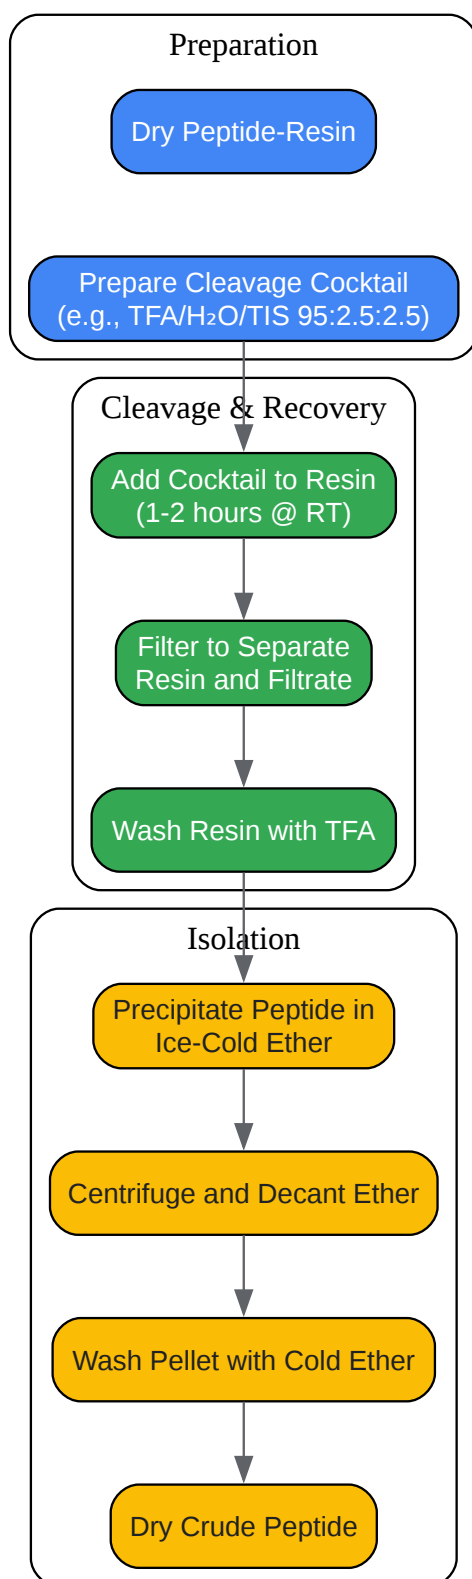 Preparation
Dry Peptide-Resin
Prepare Cleavage Cocktail
(e.g., TFA/H₂O/TIS 95:2.5:2.5)
Cleavage & Recovery
Add Cocktail to Resin
(1-2 hours @ RT)
Filter to Separate
Resin and Filtrate
Wash Resin with TFA
Isolation
Precipitate Peptide in
Ice-Cold Ether
Centrifuge and Decant Ether
Wash Pellet with Cold Ether
Dry Crude Peptide